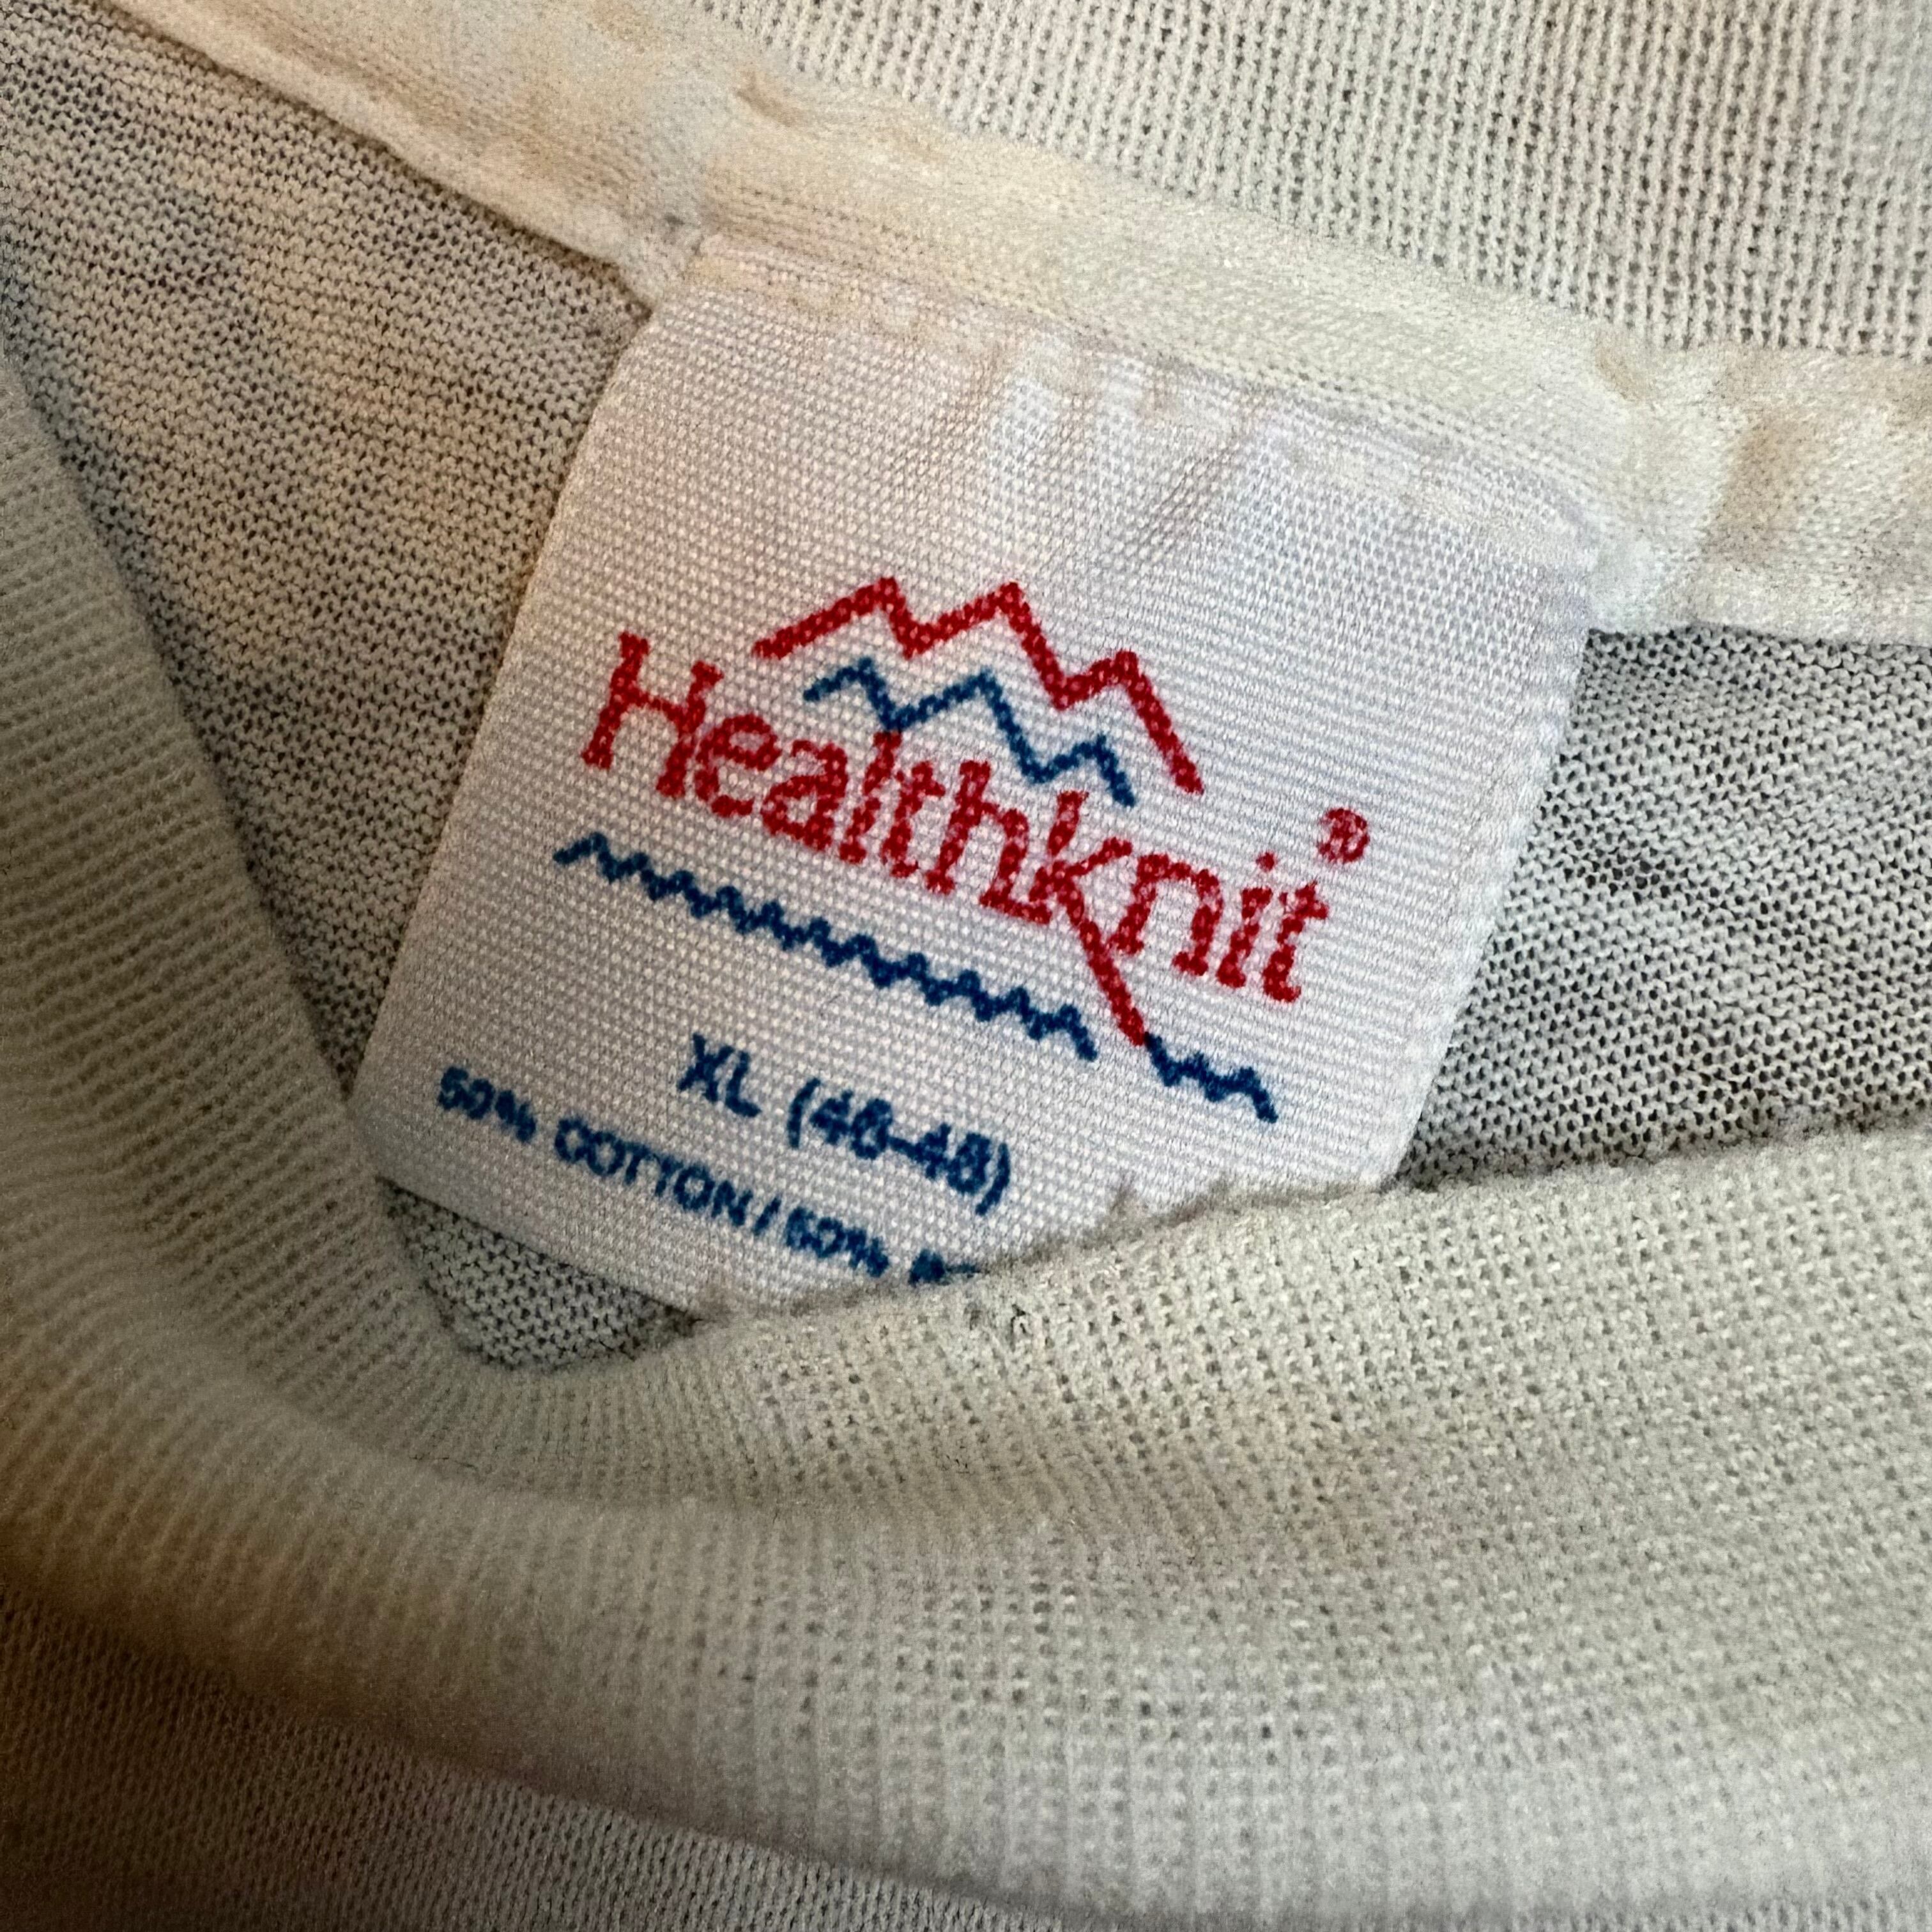 Healthknit®
XL (46-48)
50% COTTON / 50%